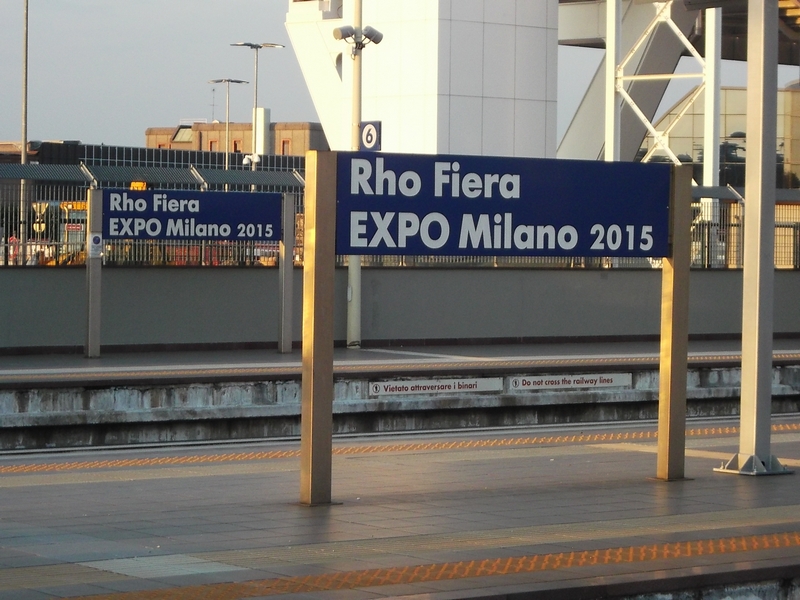 6
Rho Fiera
EXPO Milano 2015
Rho Fiera
EXPO Milano 2015
Vietato attraversare i binari
Do not cross the railway lines